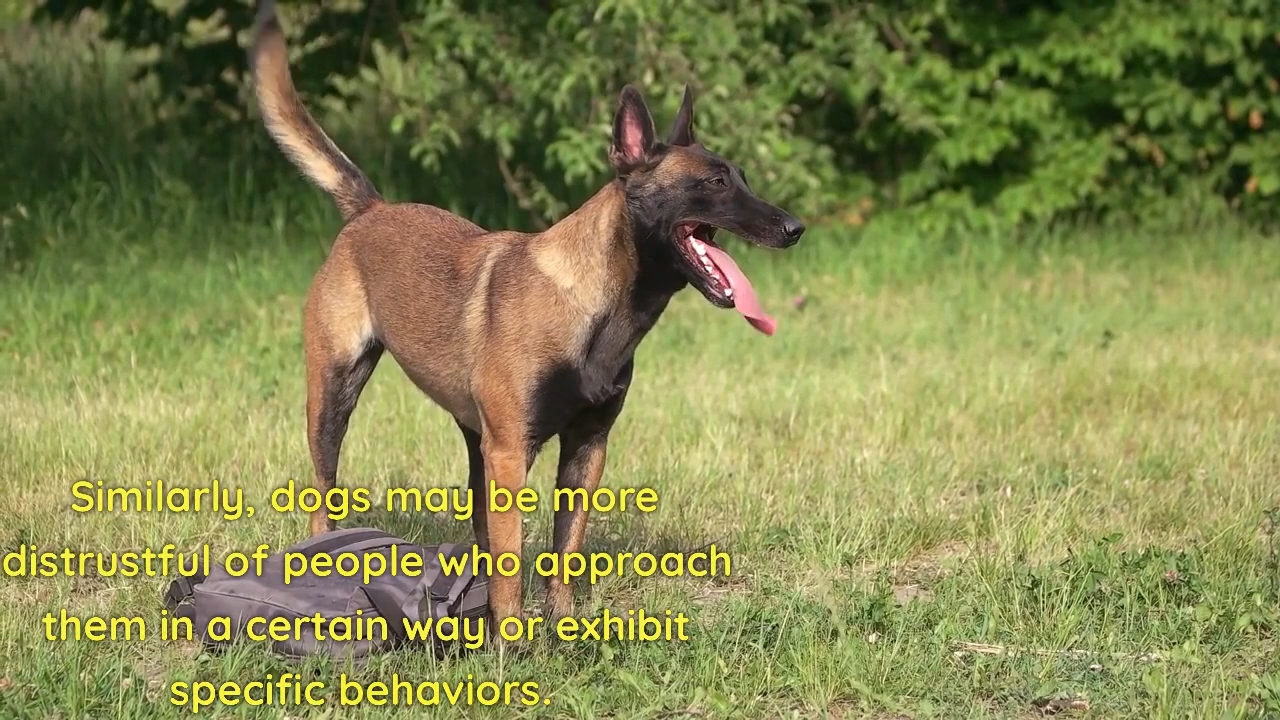 Similarly, dogs may be more
distrustful of people who approach
them in a certain way or exhibit
specific behaviors.